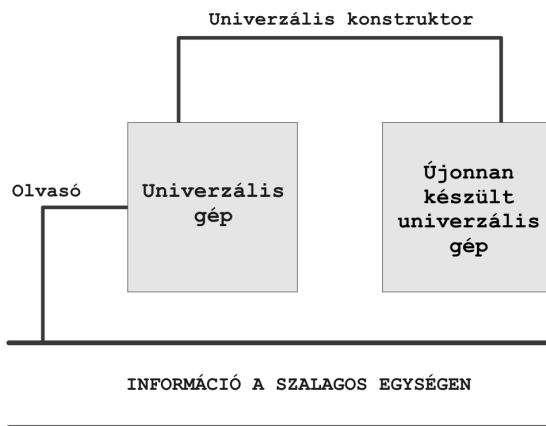 Univerzális konstruktor
Olvasó
Univerzális
gép
Újonnan
készült
univerzális
gép
INFORMÁCIÓ A SZALAGOS EGYSÉGEN